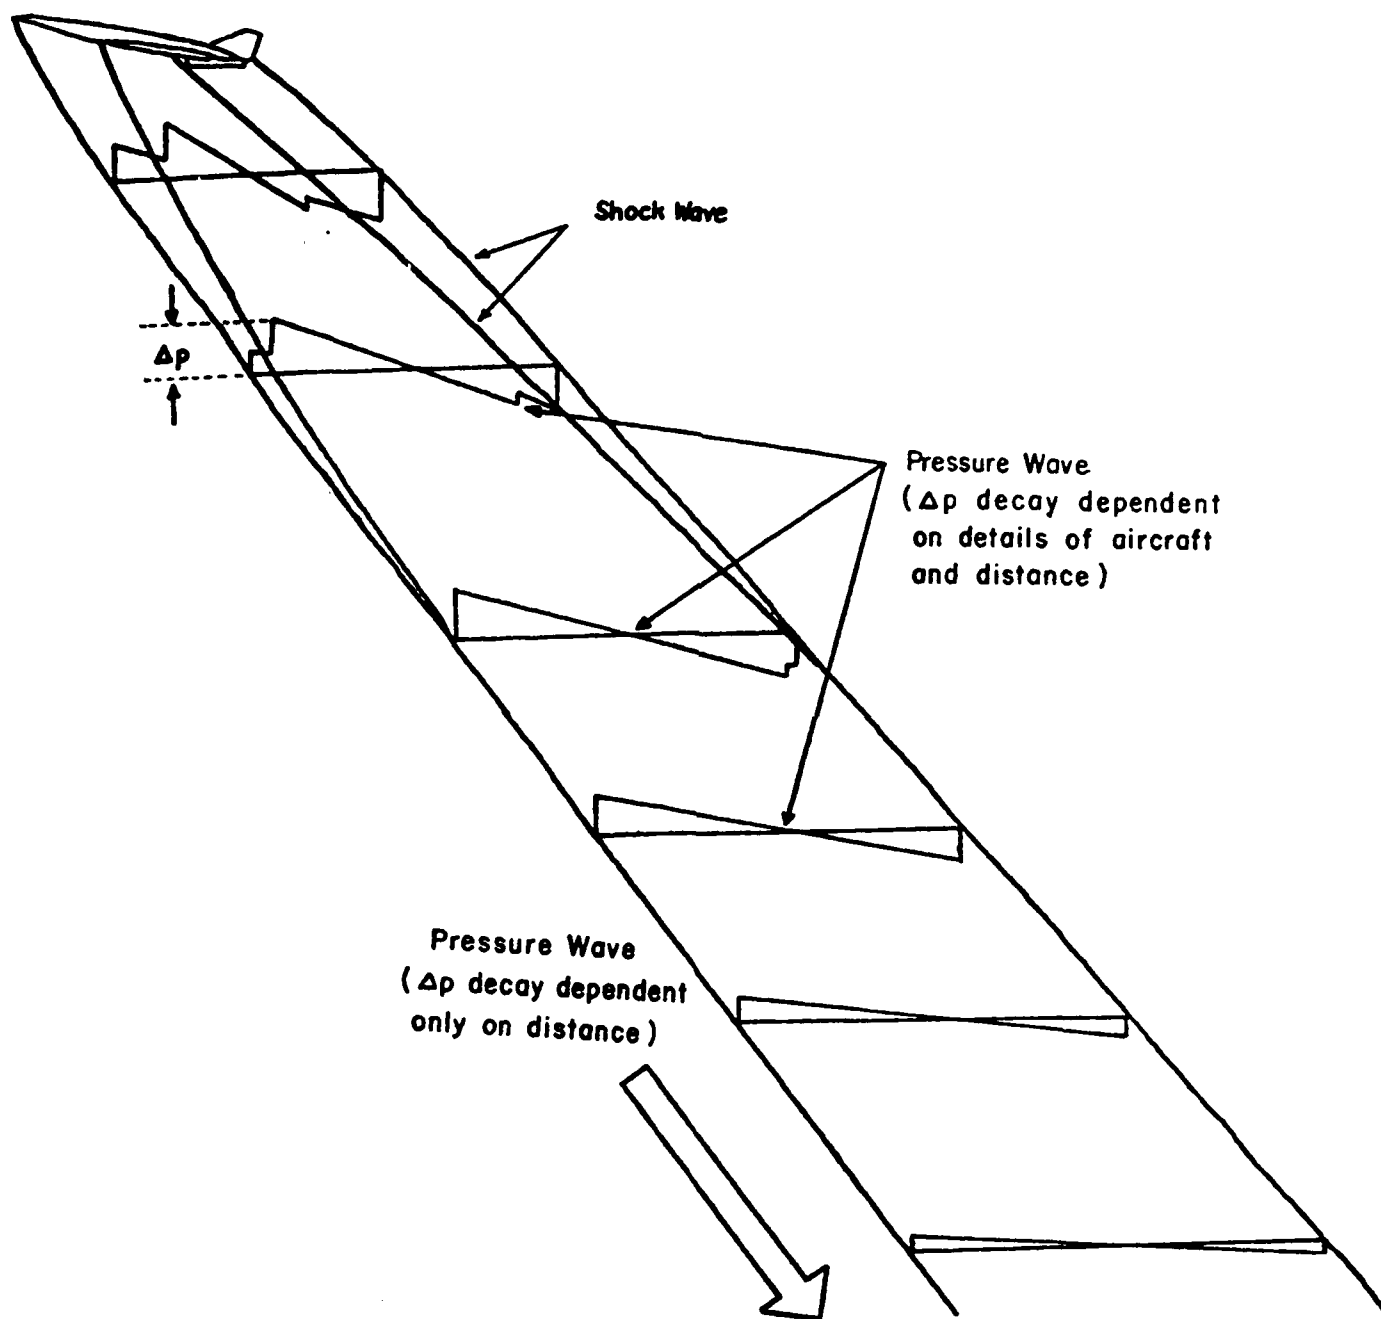 Shock Wave
Δp
Pressure Wave
(Δp decay dependent
on details of aircraft
and distance)
Pressure Wave
(Δp decay dependent
only on distance)